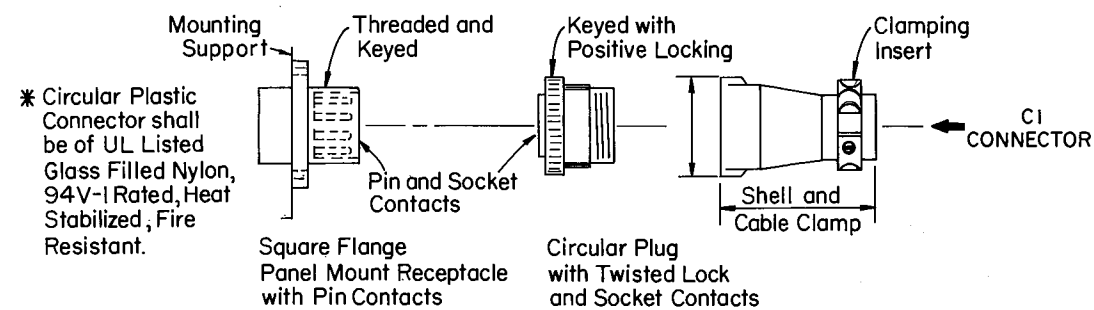 Mounting
Support
Threaded and
Keyed
Keyed with
Positive Locking
Clamping
Insert
* Circular Plastic
Connector shall
be of UL Listed
Glass Filled Nylon,
94V-1 Rated, Heat
Stabilized, Fire
Resistant.
C1
CONNECTOR
Pin and Socket
Contacts
Shell and
Cable Clamp
Square Flange
Panel Mount Receptacle
with Pin Contacts
Circular Plug
with Twisted Lock
and Socket Contacts